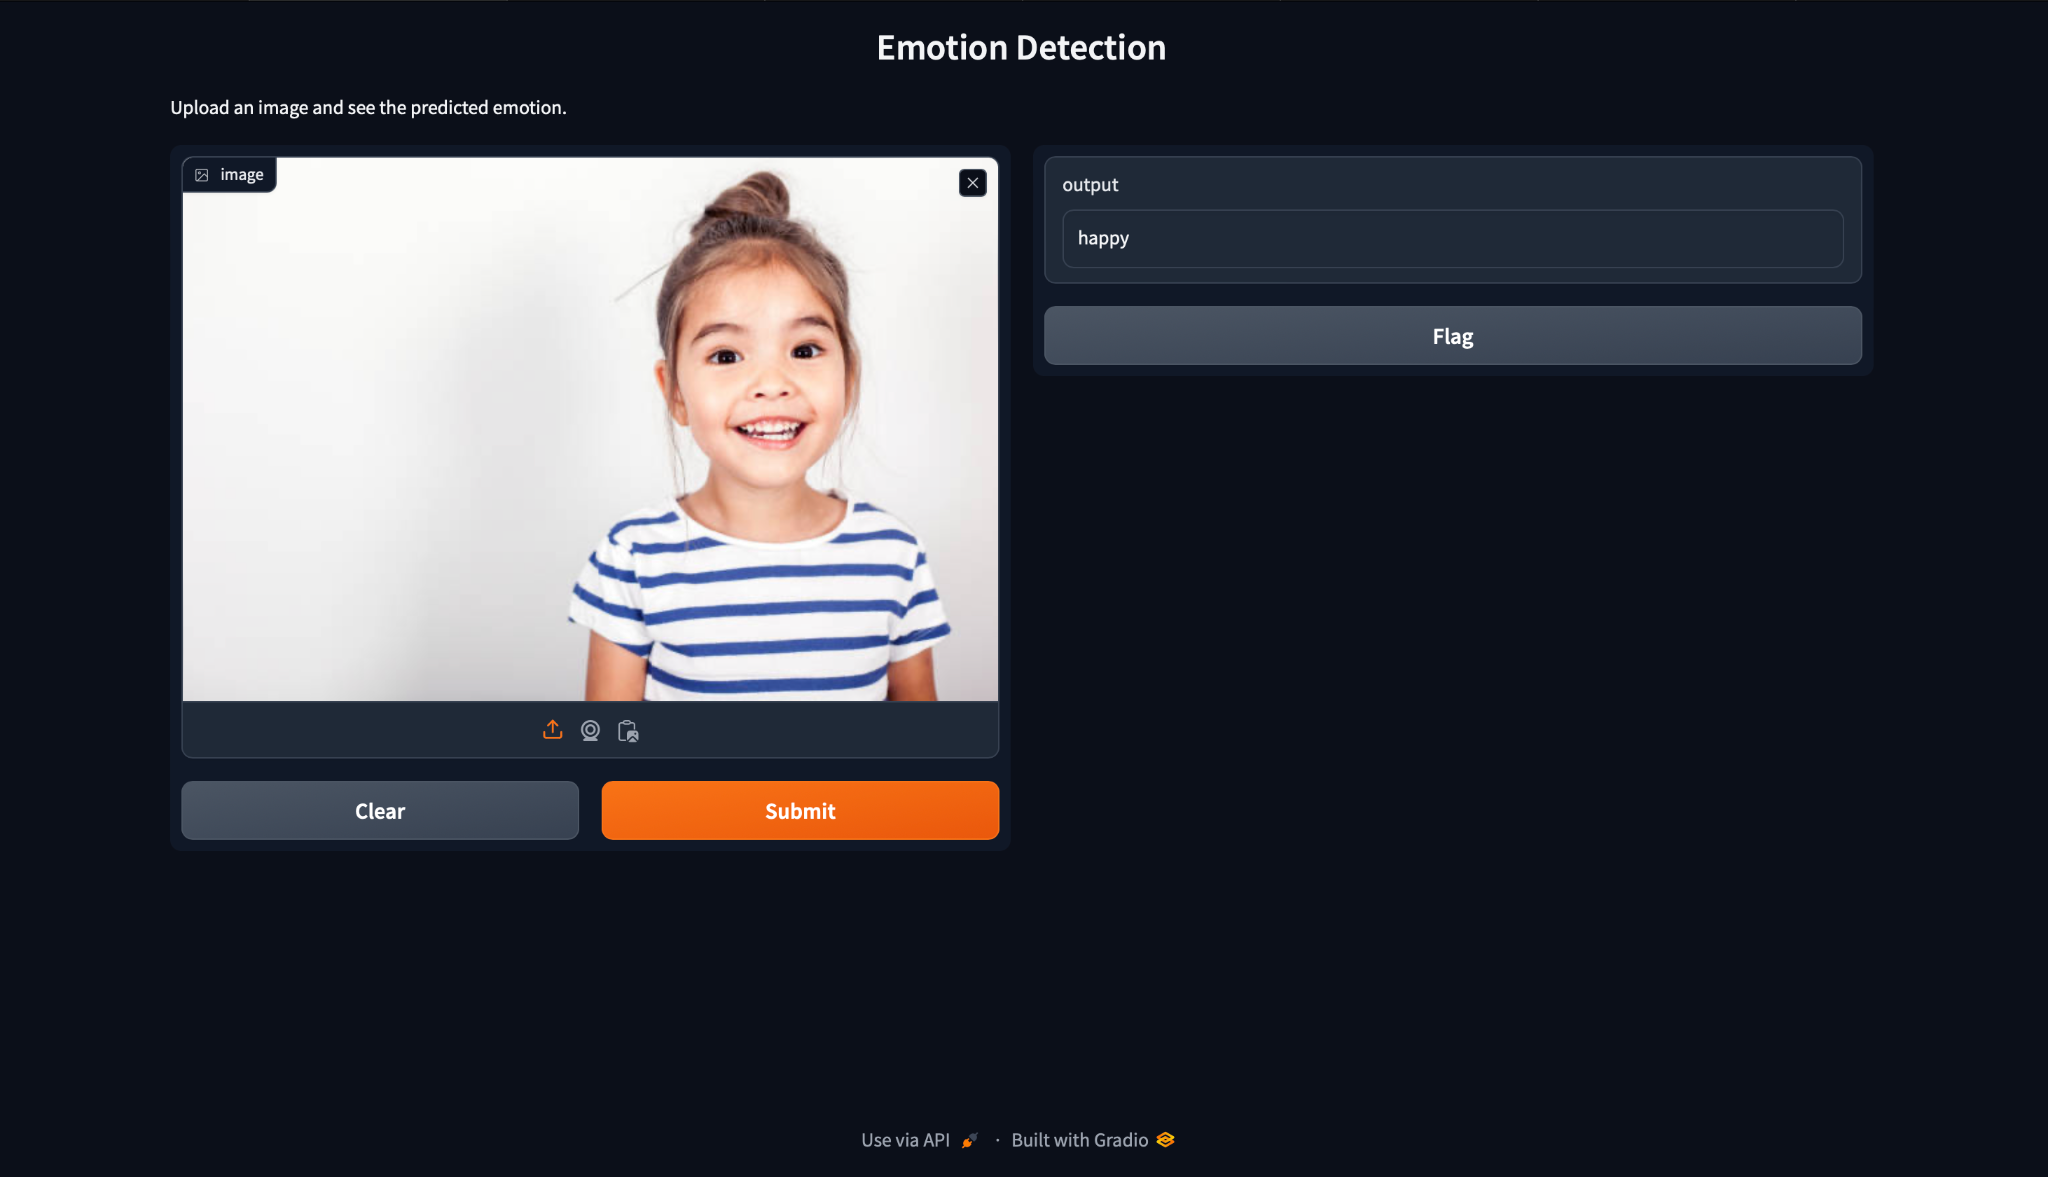 Emotion Detection
Upload an image and see the predicted emotion.
image
output
happy
Flag
Clear
Submit
Use via API · Built with Gradio